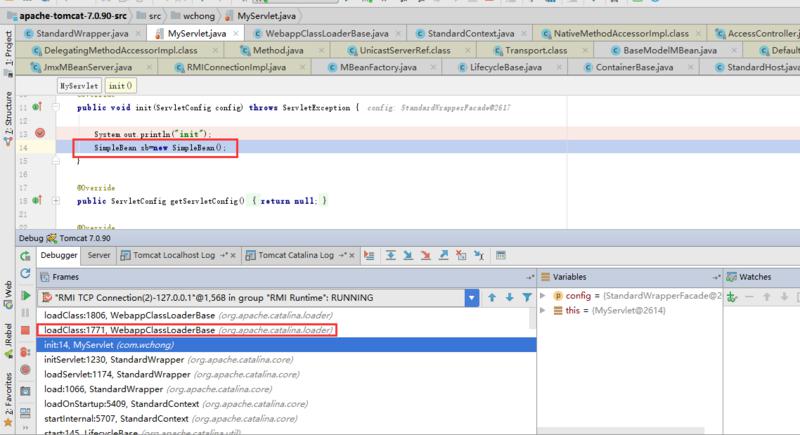 apache-tomcat-7.0.90-src src wchong MyServlet.java
StandardWrapper.java MyServlet.java WebappClassLoaderBase.java StandardContext.java NativeMethodAccessorImpl.class AccessController.j
DelegatingMethodAccessorImpl.class Method.java UnicastServerRef.class Transport.class BaseModelMBean.java Default
JmxMBeanServer.class RMIConnectionImpl.class MBeanFactory.java LifecycleBase.java ContainerBase.java StandardHost.java
MyServlet init()
11 public void init(ServletConfig config) throws ServletException { config: StandardWrapperFacade@2617
12
13 System.out.println("init");
14 SimpleBean sb=new SimpleBean();
15 }
16
17 @Override
18 public ServletConfig getServletConfig() { return null; }
21
22 @Override
1: Project
7: Structure
Web
JRebel
2: Favorites
Debug Tomcat 7.0.90
Debugger Server Tomcat Localhost Log Tomcat Catalina Log
Frames Variables Watches
"RMI TCP Connection(2)-127.0.0.1"@1,568 in group "RMI Runtime": RUNNING
loadClass:1806, WebappClassLoaderBase (org.apache.catalina.loader)
loadClass:1771, WebappClassLoaderBase (org.apache.catalina.loader)
init:14, MyServlet (com.wchong)
initServlet:1230, StandardWrapper (org.apache.catalina.core)
loadServlet:1174, StandardWrapper (org.apache.catalina.core)
load:1066, StandardWrapper (org.apache.catalina.core)
loadOnStartup:5409, StandardContext (org.apache.catalina.core)
startInternal:5707, StandardContext (org.apache.catalina.core)
start:145, LifecycleBase (org.apache.catalina.util)
config = {StandardWrapperFacade@2
this = {MyServlet@2614}